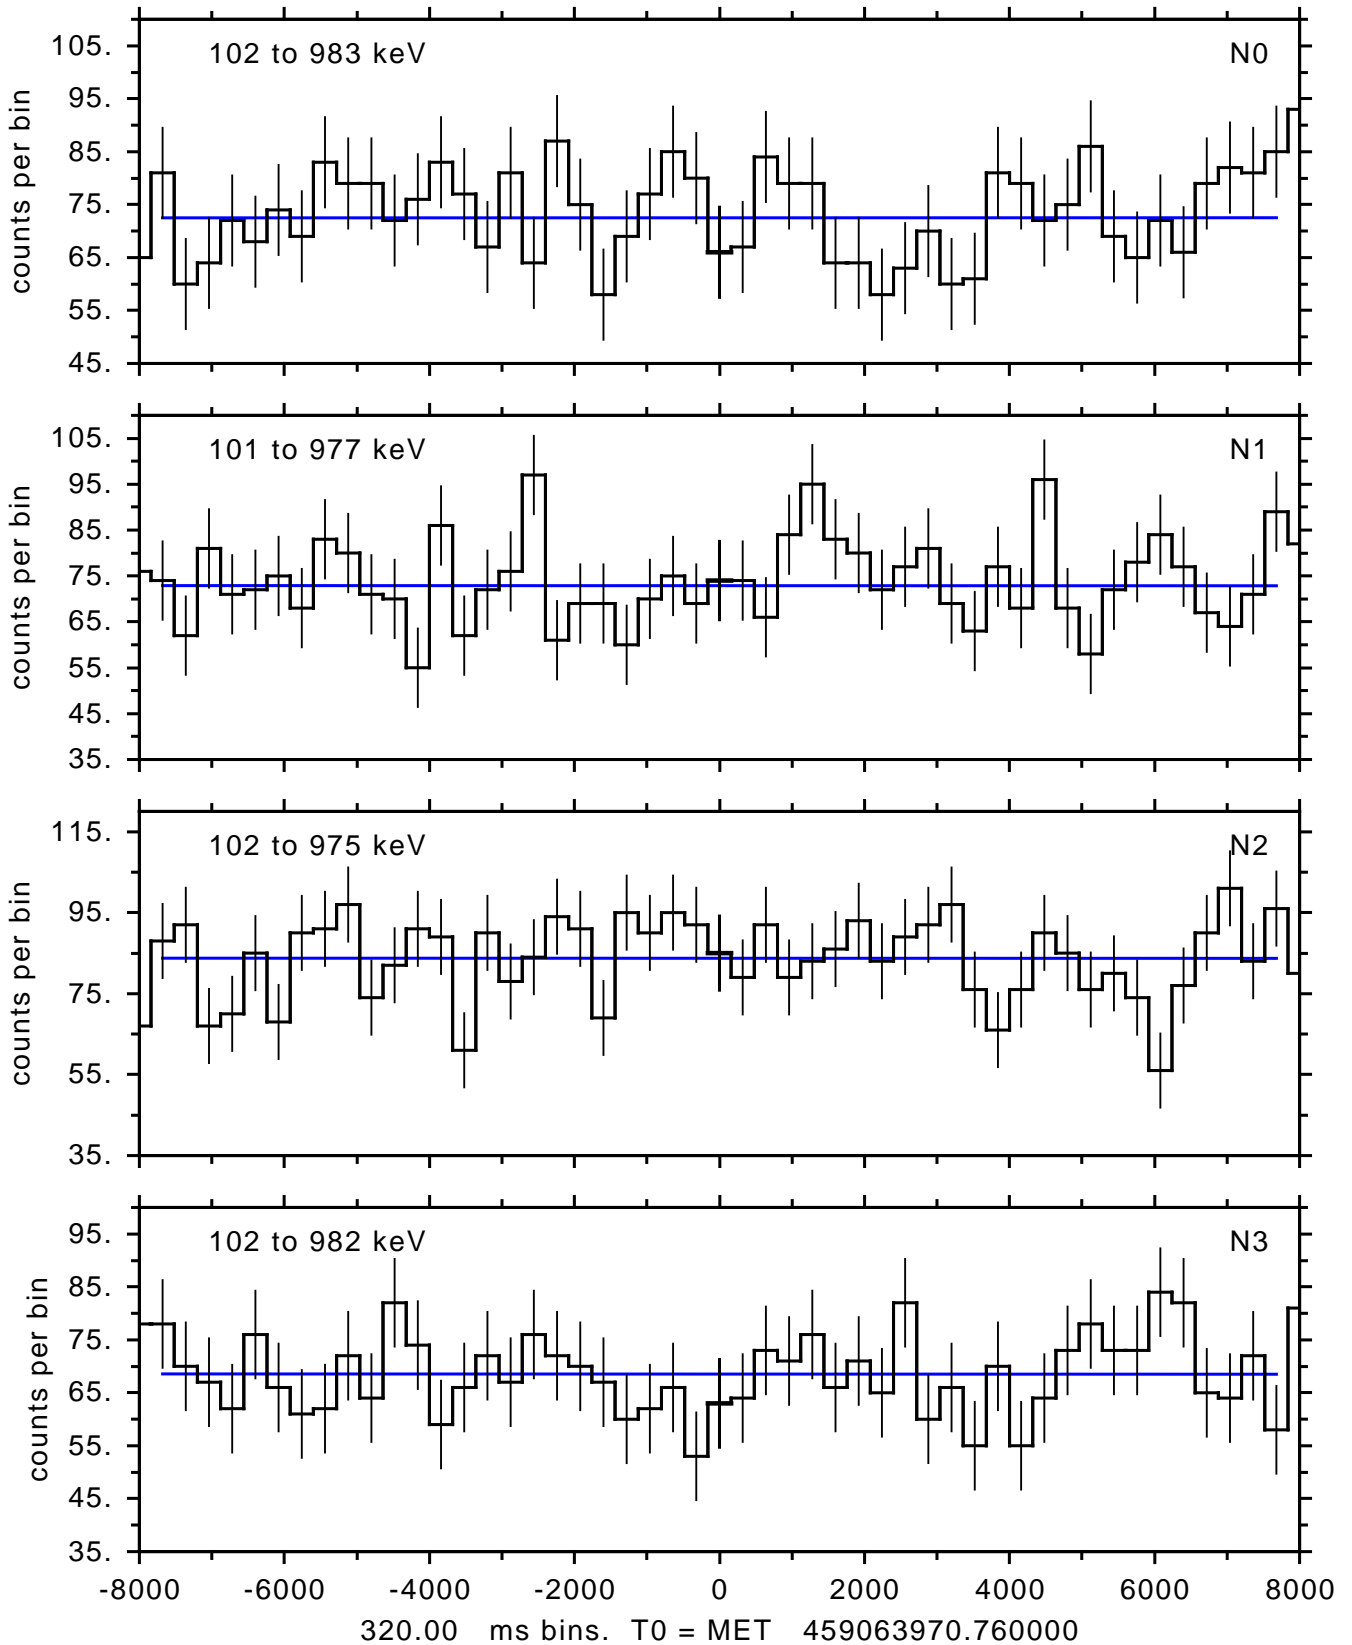 102 to 983 keV N0
105.
95.
85.
75.
65.
55.
45.
counts per bin
101 to 977 keV N1
105.
95.
85.
75.
65.
55.
45.
35.
counts per bin
102 to 975 keV N2
115.
95.
75.
55.
35.
counts per bin
102 to 982 keV N3
95.
85.
75.
65.
55.
45.
35.
counts per bin
-8000 -6000 -4000 -2000 0 2000 4000 6000 8000
320.00 ms bins. T0 = MET 459063970.760000